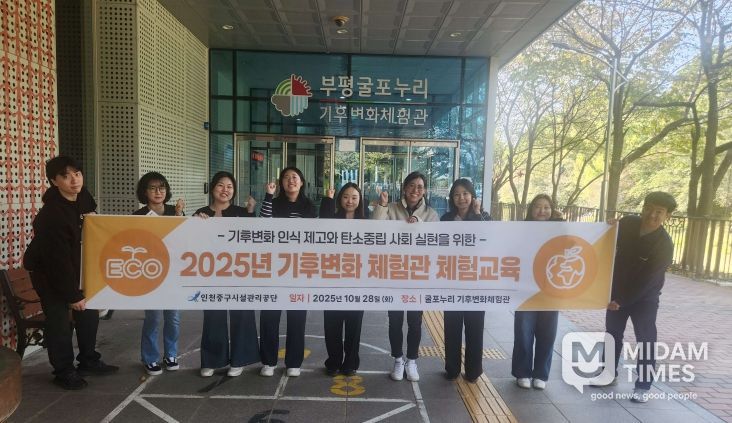 부평굴포누리
기후변화체험관
- 기후변화 인식 제고와 탄소중립 사회 실현을 위한 -
ECO
2025년 기후변화 체험관 체험교육
인천중구시설관리공단 일자 | 2025년 10월 28일 (화) 장소 | 굴포누리 기후변화체험관
MIDAM
TIMES
good news, good people